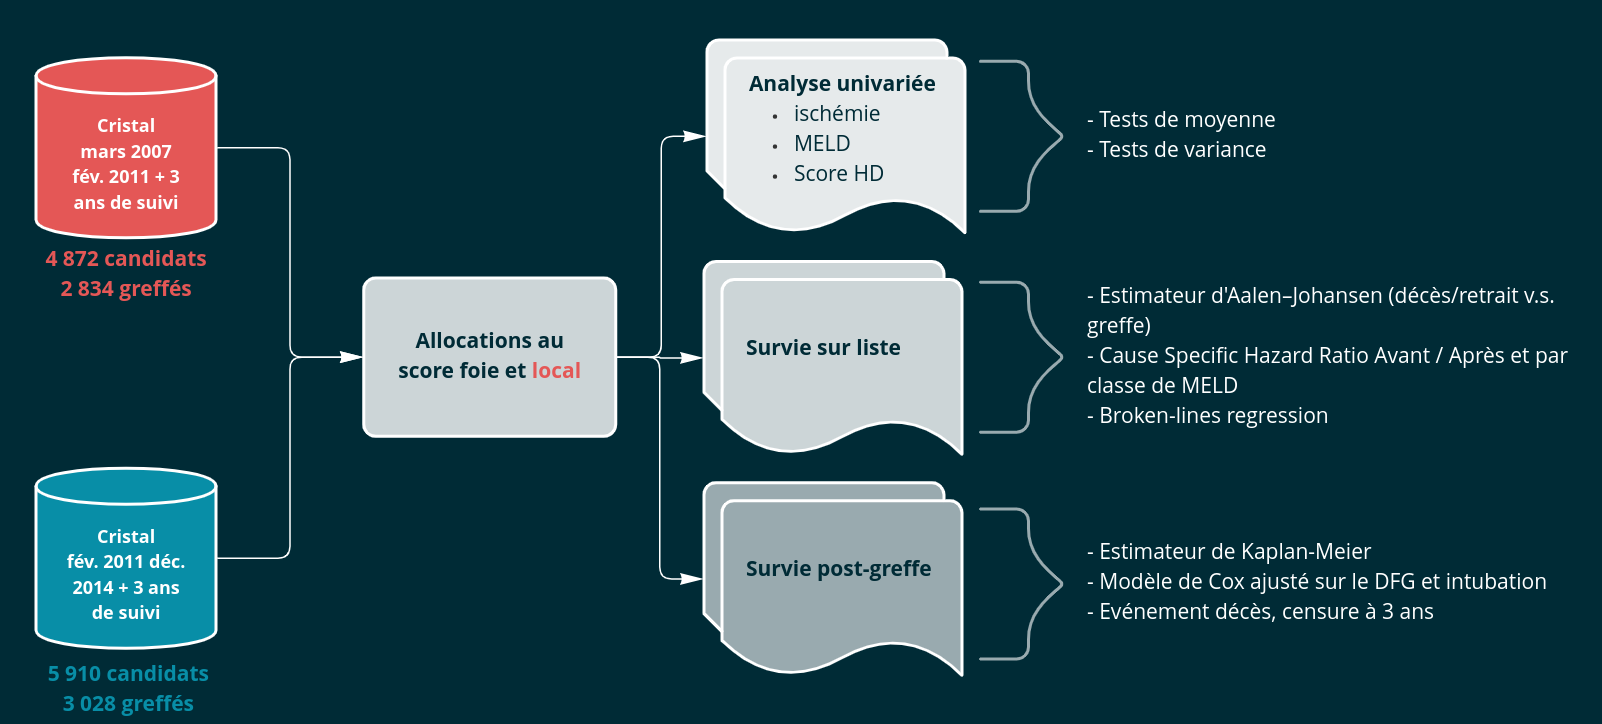 Cristal
mars 2007
fév. 2011 + 3
ans de suivi
4 872 candidats
2 834 greffés
Cristal
fév. 2011 déc.
2014 + 3 ans
de suivi
5 910 candidats
3 028 greffés
Allocations au
score foie et local
Analyse univariée
• ischémie
• MELD
• Score HD
- Tests de moyenne
- Tests de variance
Survie sur liste
- Estimateur d'Aalen–Johansen (décès/retrait v.s.
greffe)
- Cause Specific Hazard Ratio Avant / Après et par
classe de MELD
- Broken-lines regression
Survie post-greffe
- Estimateur de Kaplan-Meier
- Modèle de Cox ajusté sur le DFG et intubation
- Evénement décès, censure à 3 ans